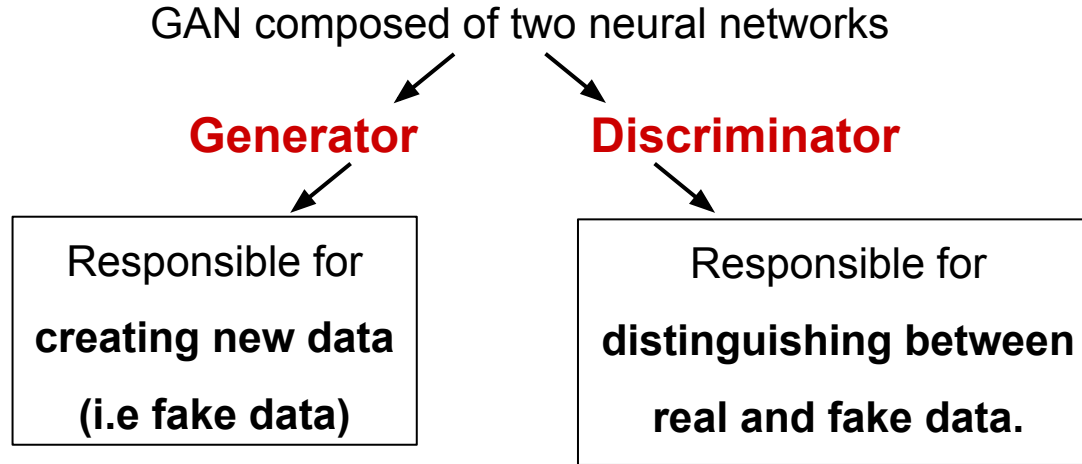 GAN composed of two neural networks
Generator
Discriminator
Responsible for
creating new data
(i.e fake data)
Responsible for
distinguishing between
real and fake data.